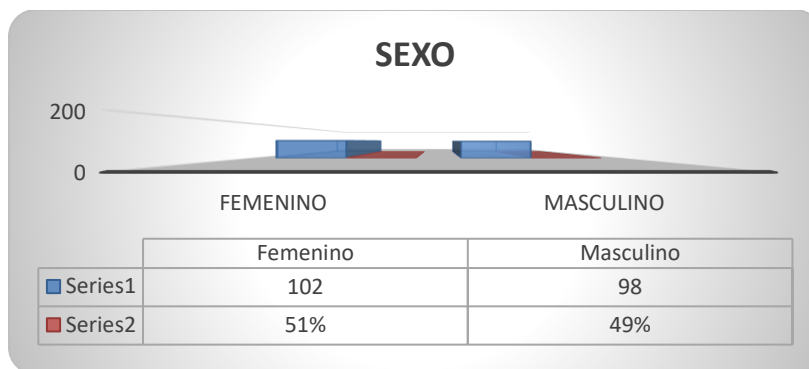 SEXO
200
0
FEMENINO MASCULINO
Femenino Masculino
Series1 102 98
Series2 51% 49%